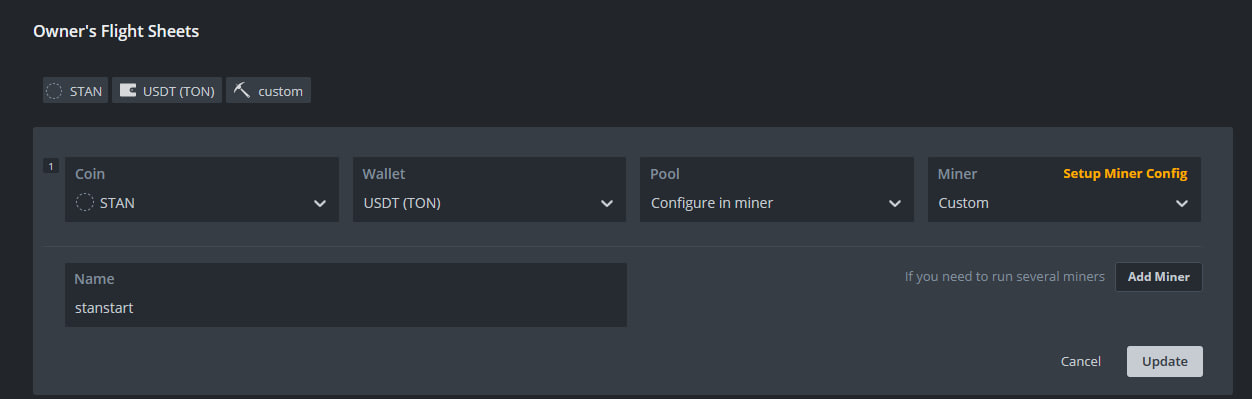 Owner's Flight Sheets
STAN USDT (TON) custom
1
Coin Wallet Pool Miner Setup Miner Config
STAN USDT (TON) Configure in miner Custom
Name
stanstart
If you need to run several miners Add Miner
Cancel Update